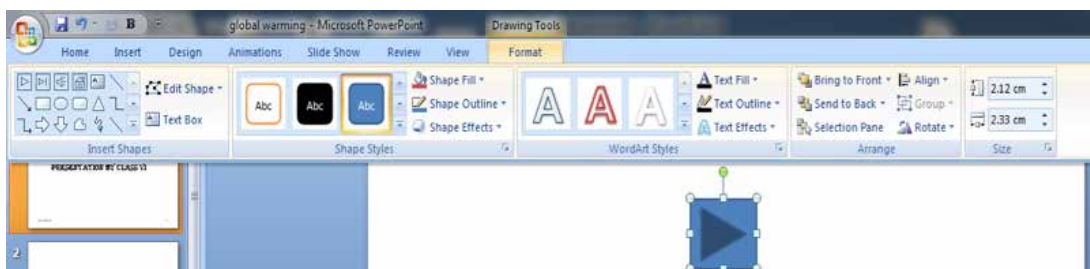 B
global warming - Microsoft PowerPoint
Drawing Tools
Home Insert Design Animations Slide Show Review View Format
Edit Shape
Text Box
Insert Shapes
Abc Abc Abc
Shape Fill
Shape Outline
Shape Effects
Shape Styles
A A A
Text Fill
Text Outline
Text Effects
WordArt Styles
Bring to Front Align
Send to Back Group
Selection Pane Rotate
Arrange
2.12 cm
2.33 cm
Size
PRESENTATION BY CLASS VI
2